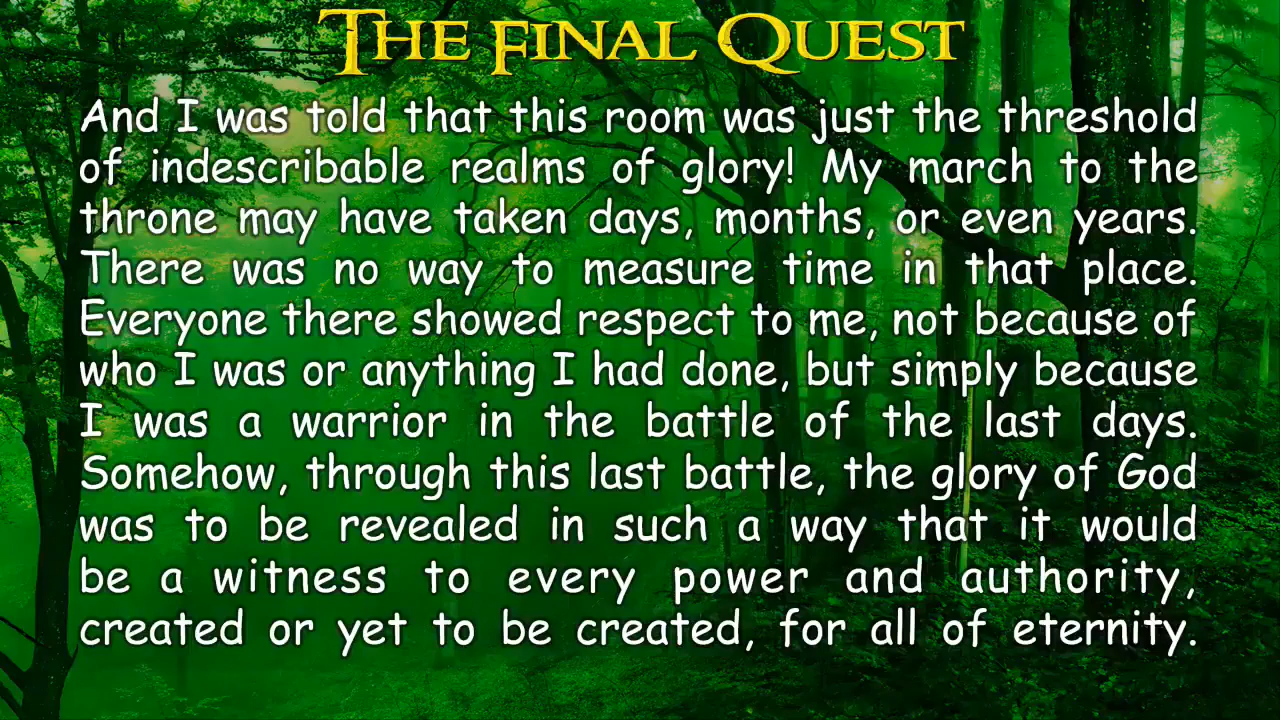 THE FINAL QUEST
And I was told that this room was just the threshold
of indescribable realms of glory! My march to the
throne may have taken days, months, or even years.
There was no way to measure time in that place.
Everyone there showed respect to me, not because of
who I was or anything I had done, but simply because
I was a warrior in the battle of the last days.
Somehow, through this last battle, the glory of God
was to be revealed in such a way that it would
be a witness to every power and authority,
created or yet to be created, for all of eternity.